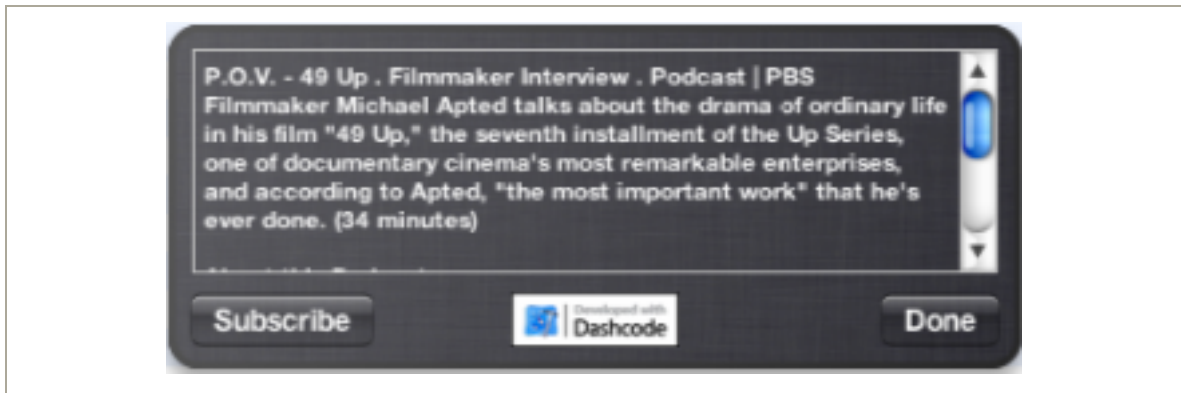 P.O.V. - 49 Up . Filmmaker Interview . Podcast | PBS
Filmmaker Michael Apted talks about the drama of ordinary life
in his film "49 Up," the seventh installment of the Up Series,
one of documentary cinema's most remarkable enterprises,
and according to Apted, "the most important work" that he's
ever done. (34 minutes)
Subscribe
Developed with
Dashcode
Done